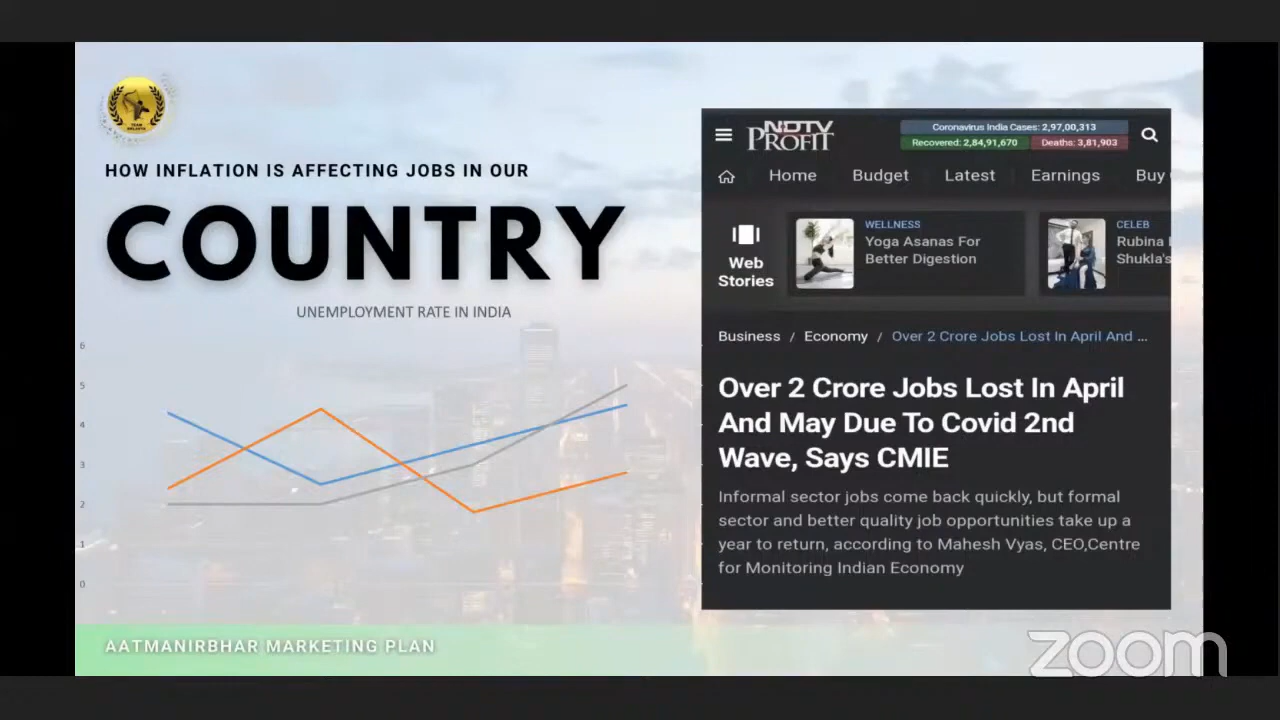 HOW INFLATION IS AFFECTING JOBS IN OUR
COUNTRY
UNEMPLOYMENT RATE IN INDIA
6
5
4
3
2
1
0
AATMANIRBHAR MARKETING PLAN
NDTV
PROFIT
Coronavirus India Cases: 2,97,00,313
Recovered: 2,84,91,670 Deaths: 3,81,903
Home Budget Latest Earnings Buy
Web
Stories
WELLNESS
Yoga Asanas For
Better Digestion
CELEB
Rubina
Shukla's
Business / Economy / Over 2 Crore Jobs Lost In April And ...
Over 2 Crore Jobs Lost In April
And May Due To Covid 2nd
Wave, Says CMIE
Informal sector jobs come back quickly, but formal
sector and better quality job opportunities take up a
year to return, according to Mahesh Vyas, CEO,Centre
for Monitoring Indian Economy
zoom